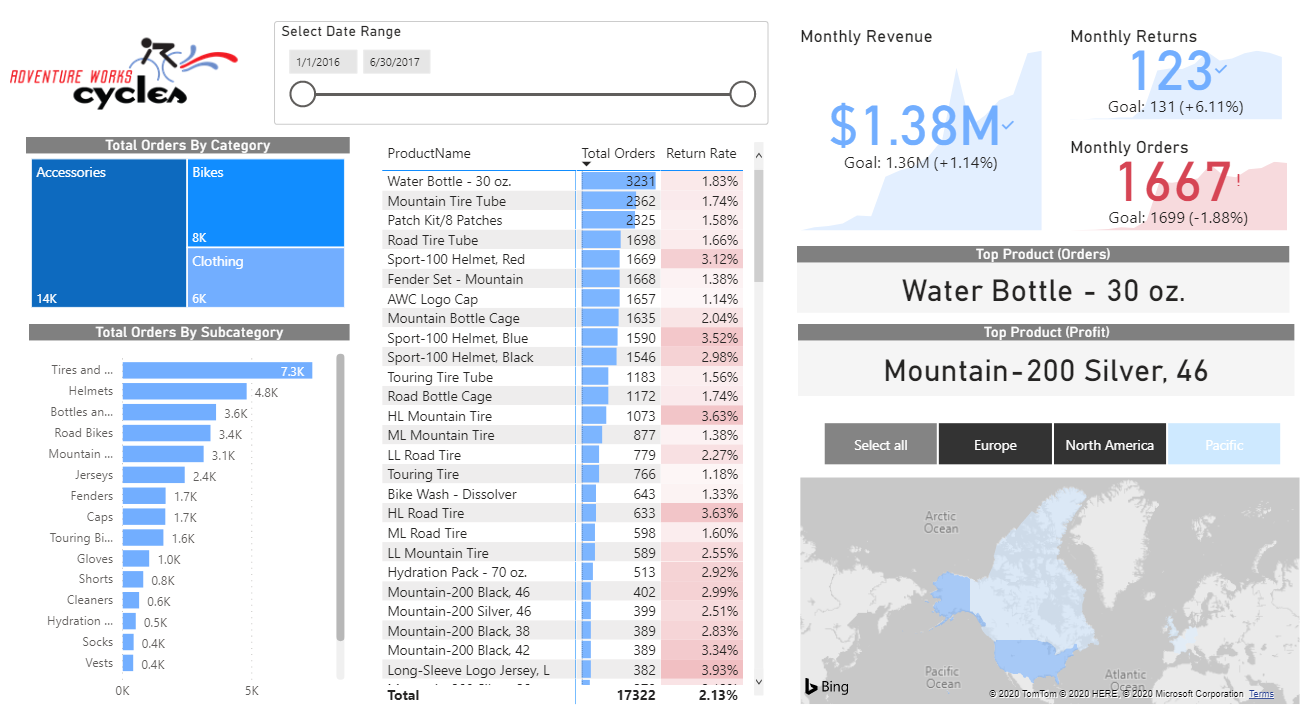 ADVENTURE WORKS
cycles
Select Date Range
1/1/2016 6/30/2017
Total Orders By Category
Accessories
14K
Bikes
8K
Clothing
6K
Total Orders By Subcategory
Tires and ... 7.3K
Helmets 4.8K
Bottles an... 3.6K
Road Bikes 3.4K
Mountain ... 3.1K
Jerseys 2.4K
Fenders 1.7K
Caps 1.7K
Touring Bi... 1.6K
Gloves 1.0K
Shorts 0.8K
Cleaners 0.6K
Hydration ... 0.5K
Socks 0.4K
Vests 0.4K
0K 5K
ProductName Total Orders Return Rate
Water Bottle - 30 oz. 3231 1.83%
Mountain Tire Tube 2362 1.74%
Patch Kit/8 Patches 2325 1.58%
Road Tire Tube 1698 1.66%
Sport-100 Helmet, Red 1669 3.12%
Fender Set - Mountain 1668 1.38%
AWC Logo Cap 1657 1.14%
Mountain Bottle Cage 1635 2.04%
Sport-100 Helmet, Blue 1590 3.52%
Sport-100 Helmet, Black 1546 2.98%
Touring Tire Tube 1183 1.56%
Road Bottle Cage 1172 1.74%
HL Mountain Tire 1073 3.63%
ML Mountain Tire 877 1.38%
LL Road Tire 779 2.27%
Touring Tire 766 1.18%
Bike Wash - Dissolver 643 1.33%
HL Road Tire 633 3.63%
ML Road Tire 598 1.60%
LL Mountain Tire 589 2.55%
Hydration Pack - 70 oz. 513 2.92%
Mountain-200 Black, 46 402 2.99%
Mountain-200 Silver, 46 399 2.51%
Mountain-200 Black, 38 389 2.83%
Mountain-200 Black, 42 389 3.34%
Long-Sleeve Logo Jersey, L 382 3.93%
Total 17322 2.13%
Monthly Revenue
$1.38M
Goal: 1.36M (+1.14%)
Monthly Returns
123
Goal: 131 (+6.11%)
Monthly Orders
1667!
Goal: 1699 (-1.88%)
Top Product (Orders)
Water Bottle - 30 oz.
Top Product (Profit)
Mountain-200 Silver, 46
Select all Europe North America Pacific
Arctic
Ocean
Pacific
Ocean
Atlantic
Ocean
Bing
© 2020 TomTom © 2020 HERE, © 2020 Microsoft Corporation Terms